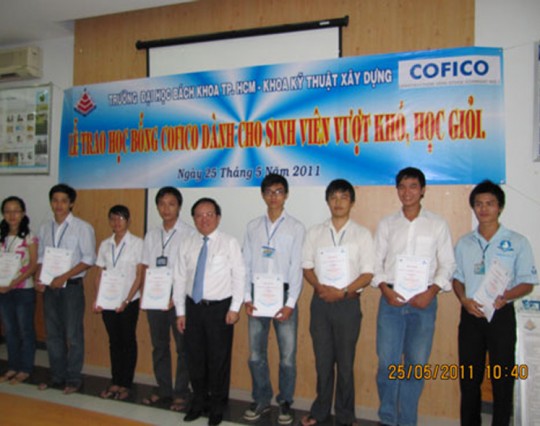 TRƯỜNG ĐẠI HỌC BÁCH KHOA TP. HCM - KHOA KỸ THUẬT XÂY DỰNG
COFICO
LỄ TRAO HỌC BỔNG COFICO DÀNH CHO SINH VIÊN VƯỢT KHÓ, HỌC GIỎI.
Ngày 25 Tháng 5 Năm 2011
25/05/2011 10:40